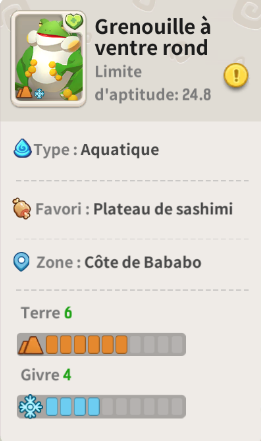 Grenouille à
ventre rond
Limite
d'aptitude: 24.8
Type : Aquatique
Favori : Plateau de sashimi
Zone : Côte de Bababo
Terre 6
Givre 4